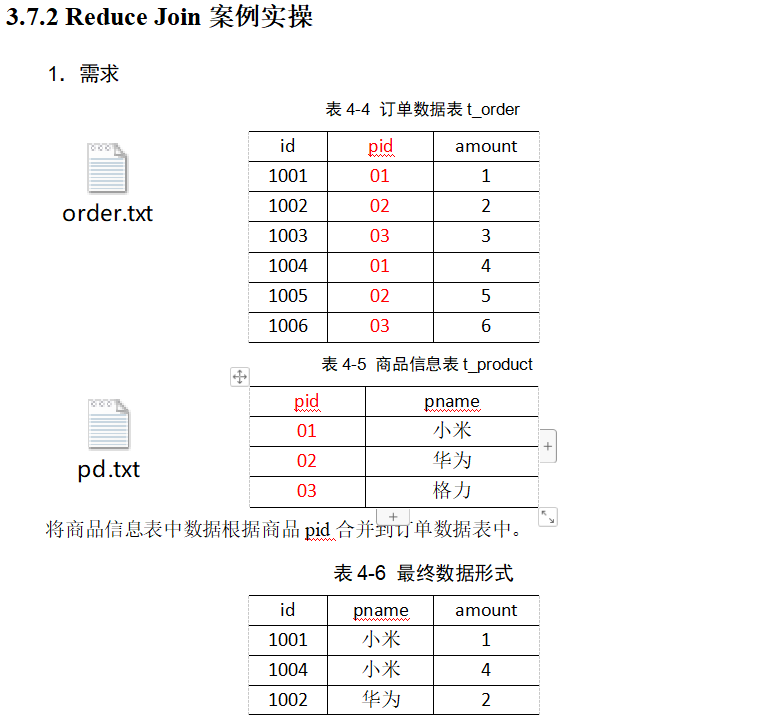 3.7.2 Reduce Join 案例实操
1．需求
表 4-4 订单数据表 t_order
id pid amount
1001 01 1
1002 02 2
1003 03 3
1004 01 4
1005 02 5
1006 03 6
order.txt
表 4-5 商品信息表 t_product
pid pname
01 小米
02 华为
03 格力
pd.txt
将商品信息表中数据根据商品 pid 合并到订单数据表中。
表 4-6 最终数据形式
id pname amount
1001 小米 1
1004 小米 4
1002 华为 2